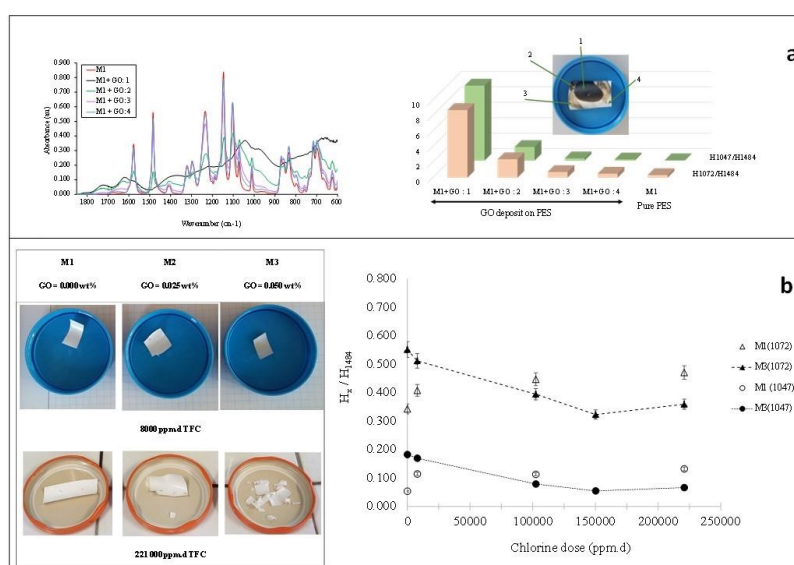 a
0.900
0.800
0.700
0.600
0.500
0.400
0.300
0.200
0.100
0.000
Absorbance (au)
M1
M1+ GO: 1
M1 + GO : 2
M1 + GO : 3
M1 + GO : 4
1800 1700 1600 1500 1400 1300 1200 1100 1000 900 800 700 600
Wavenumber (cm-1)
1
2
3
4
10
8
6
4
2
0
H1047/H1484
H1072/H1484
M1+GO : 1 M1+GO : 2 M1+GO : 3 M1+GO : 4 M1
GO deposit on PES
Pure PES
b
M1 M2 M3
GO = 0.000 wt% GO = 0.025 wt% GO = 0.050 wt%
8000 ppm.d TFC
221 000 ppm.d TFC
0.800
0.700
0.600
0.500
0.400
0.300
0.200
0.100
0.000
Hx / H1484
0 50000 100000 150000 200000 250000
Chlorine dose (ppm.d)
M1(1072)
M3(1072)
M1 (1047)
M3(1047)